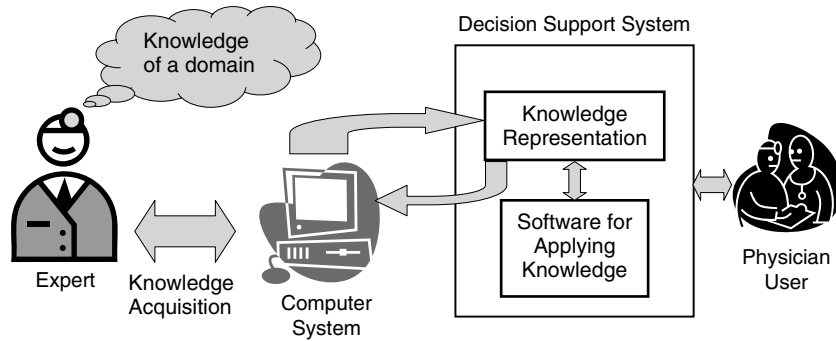 Decision Support System
Knowledge
of a domain
Knowledge
Representation
Software for
Applying
Knowledge
Expert
Knowledge
Acquisition
Computer
System
Physician
User